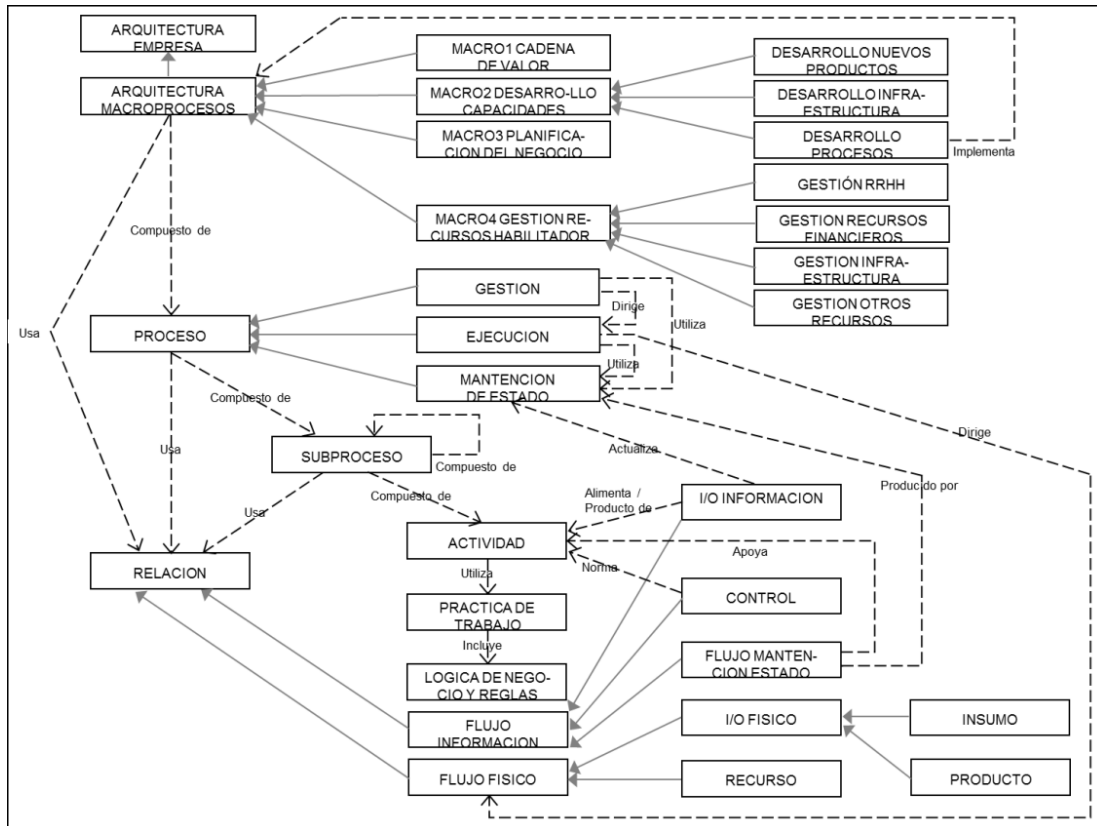 ARQUITECTURA
EMPRESA
ARQUITECTURA
MACROPROCESOS
MACRO1 CADENA
DE VALOR
MACRO2 DESARRO-LLO
CAPACIDADES
MACRO3 PLANIFICA-
CION DEL NEGOCIO
DESARROLLO NUEVOS
PRODUCTOS
DESARROLLO INFRA-
ESTRUCTURA
DESARROLLO
PROCESOS
Implementa
GESTIÓN RRHH
MACRO4 GESTION RE-
CURSOS HABILITADOR
GESTION RECURSOS
FINANCIEROS
GESTION INFRA-
ESTRUCTURA
GESTION OTROS
RECURSOS
Compuesto de
Usa
GESTION
Dirige
Utiliza
PROCESO
EJECUCION
Utiliza
MANTENCION
DE ESTADO
Compuesto de
Usa
SUBPROCESO
Compuesto de
Actualiza
Dirige
Producido por
Compuesto de
Usa
Alimenta /
Producto de
I/O INFORMACION
ACTIVIDAD
Apoya
RELACION
Utiliza
Norma
CONTROL
PRACTICA DE
TRABAJO
Incluye
FLUJO MANTEN-
CION ESTADO
LOGICA DE NEGO-
CIO Y REGLAS
FLUJO
INFORMACION
I/O FISICO
INSUMO
FLUJO FISICO
RECURSO
PRODUCTO